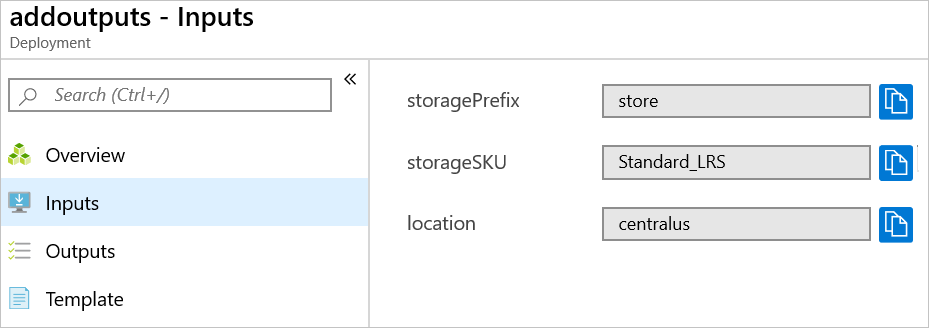 addoutputs - Inputs
Deployment
Search (Ctrl+/)
«
Overview
Inputs
Outputs
Template
storagePrefix store
storageSKU Standard_LRS
location centralus